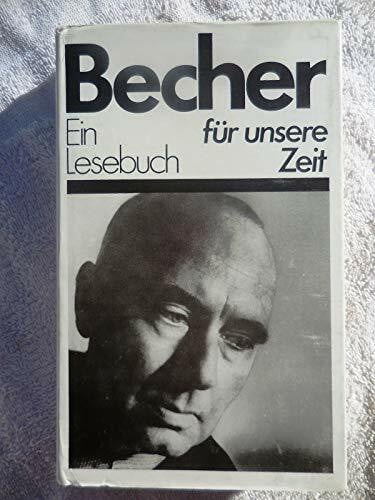 Becher
Ein für unsere
Lesebuch Zeit